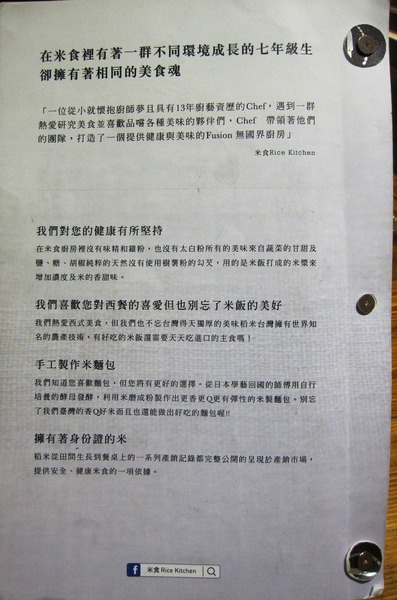 在米食裡有著一群不同環境成長的七年級生
卻擁有著相同的美食魂
「一位從小就懷抱廚師夢且具有13年廚藝資歷的Chef，遇到一群
熱愛研究美食並喜歡品嚐各種美味的夥伴們，Chef 帶領著他們
的團隊，打造了一個提供健康與美味的Fusion 無國界廚房」
米食Rice Kitchen
我們對您的健康有所堅持
在米食廚房裡沒有味精和雞粉，也沒有太白粉所有的美味來自蔬菜的甘甜及
鹽、糖、胡椒純粹的天然沒有使用樹薯粉的勾芡，用的是米飯打成的米漿來
增加濃度及米的香甜味。
我們喜歡您對西餐的喜愛但也別忘了米飯的美好
我們熱愛西式美食，但我們也不忘台灣得天獨厚的美味稻米台灣擁有世界知
名的農產技術，有好吃的米飯還需要天天吃進口的主食嗎！
手工製作米麵包
我們知道您喜歡麵包，但您將有更好的選擇。從日本學藝回國的師傅用自行
培養的酵母發酵，利用米磨成粉製作出更香更Q更有彈性的米製麵包。別忘
了我們臺灣的香Q好米而且也還能做出好吃的麵包喔!!
擁有著身份證的米
稻米從田間生長到餐桌上的一系列產銷記錄都完整公開的呈現於產銷市場，
提供安全、健康米食的一項依據。
f 米食 Rice Kitchen